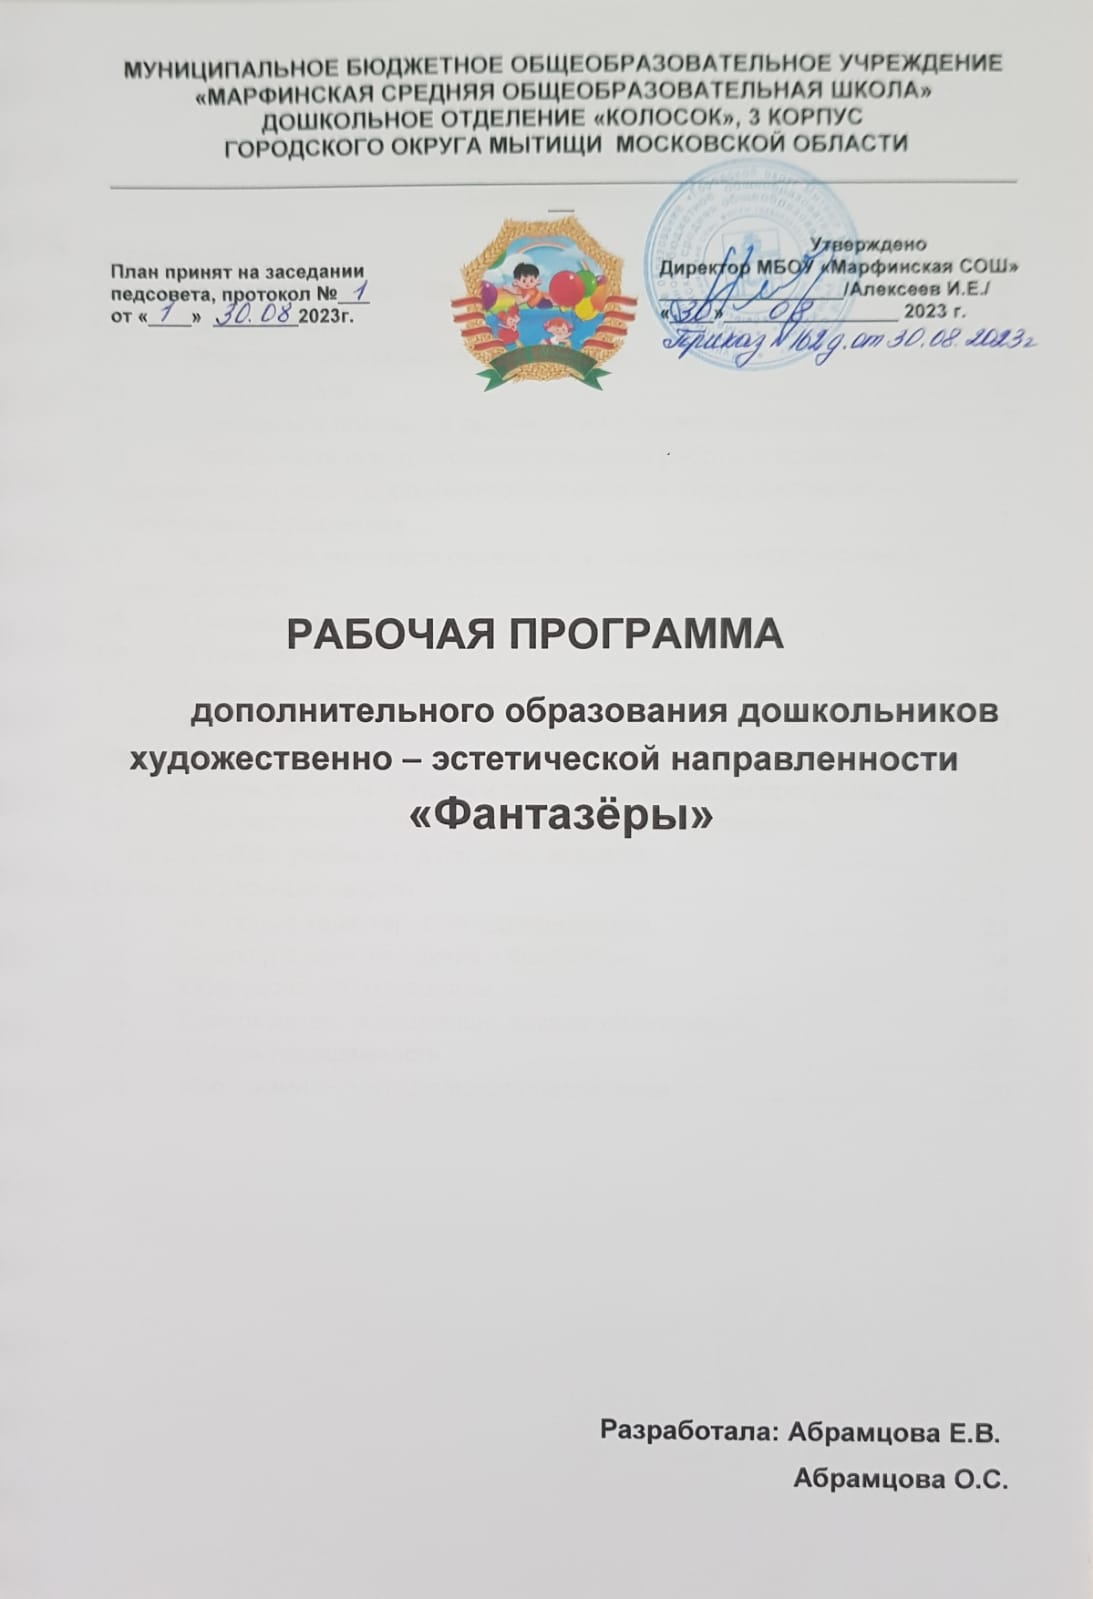 МУНИЦИПАЛЬНОЕ БЮДЖЕТНОЕ ОБЩЕОБРАЗОВАТЕЛЬНОЕ УЧРЕЖДЕНИЕ
«МАРФИНСКАЯ СРЕДНЯЯ ОБЩЕОБРАЗОВАТЕЛЬНАЯ ШКОЛА»
ДОШКОЛЬНОЕ ОТДЕЛЕНИЕ «КОЛОСОК», 3 КОРПУС
ГОРОДСКОГО ОКРУГА МЫТИЩИ МОСКОВСКОЙ ОБЛАСТИ
План принят на заседании
педсовета, протокол № 1
от « 1 » 30.08 2023г.
Утверждено
Директор МБОУ «Марфинская СОШ»
/Алексеев И.Е./
«30» 08 2023 г.
Приказ №162д. от 30.08.2023г
РАБОЧАЯ ПРОГРАММА
дополнительного образования дошкольников
художественно – эстетической направленности
«Фантазёры»
Разработала: Абрамцова Е.В.
Абрамцова О.С.